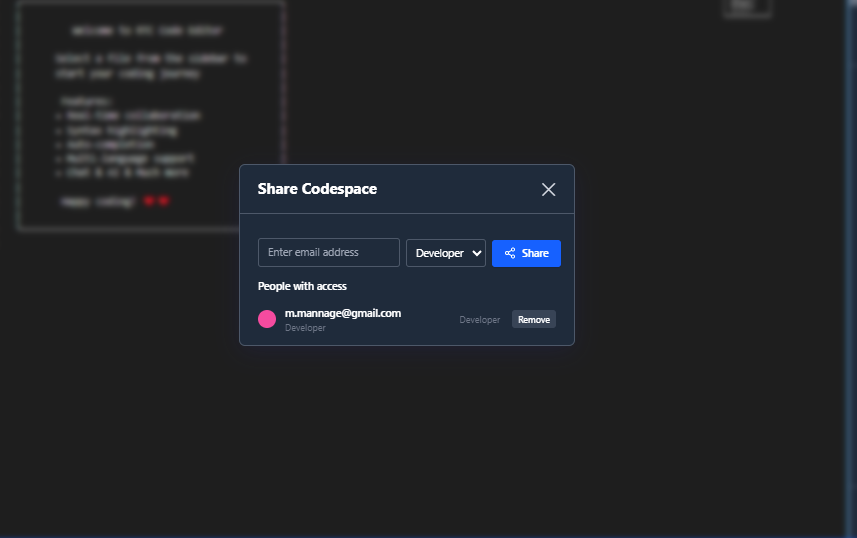 Welcome to RTC Code Editor
Select a file from the sidebar to
start your coding journey
Features:
Real-time collaboration
Syntax highlighting
Auto-completion
Multi-language support
Chat & AI & Much more
Happy coding!
Share Codespace
Enter email address
Developer
Share
People with access
m.mannage@gmail.com
Developer
Developer
Remove